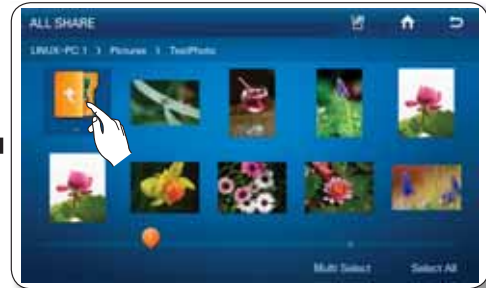 ALL SHARE
LINUX-PC 1 > Pictures > TestPhoto
Multi Select
Select All